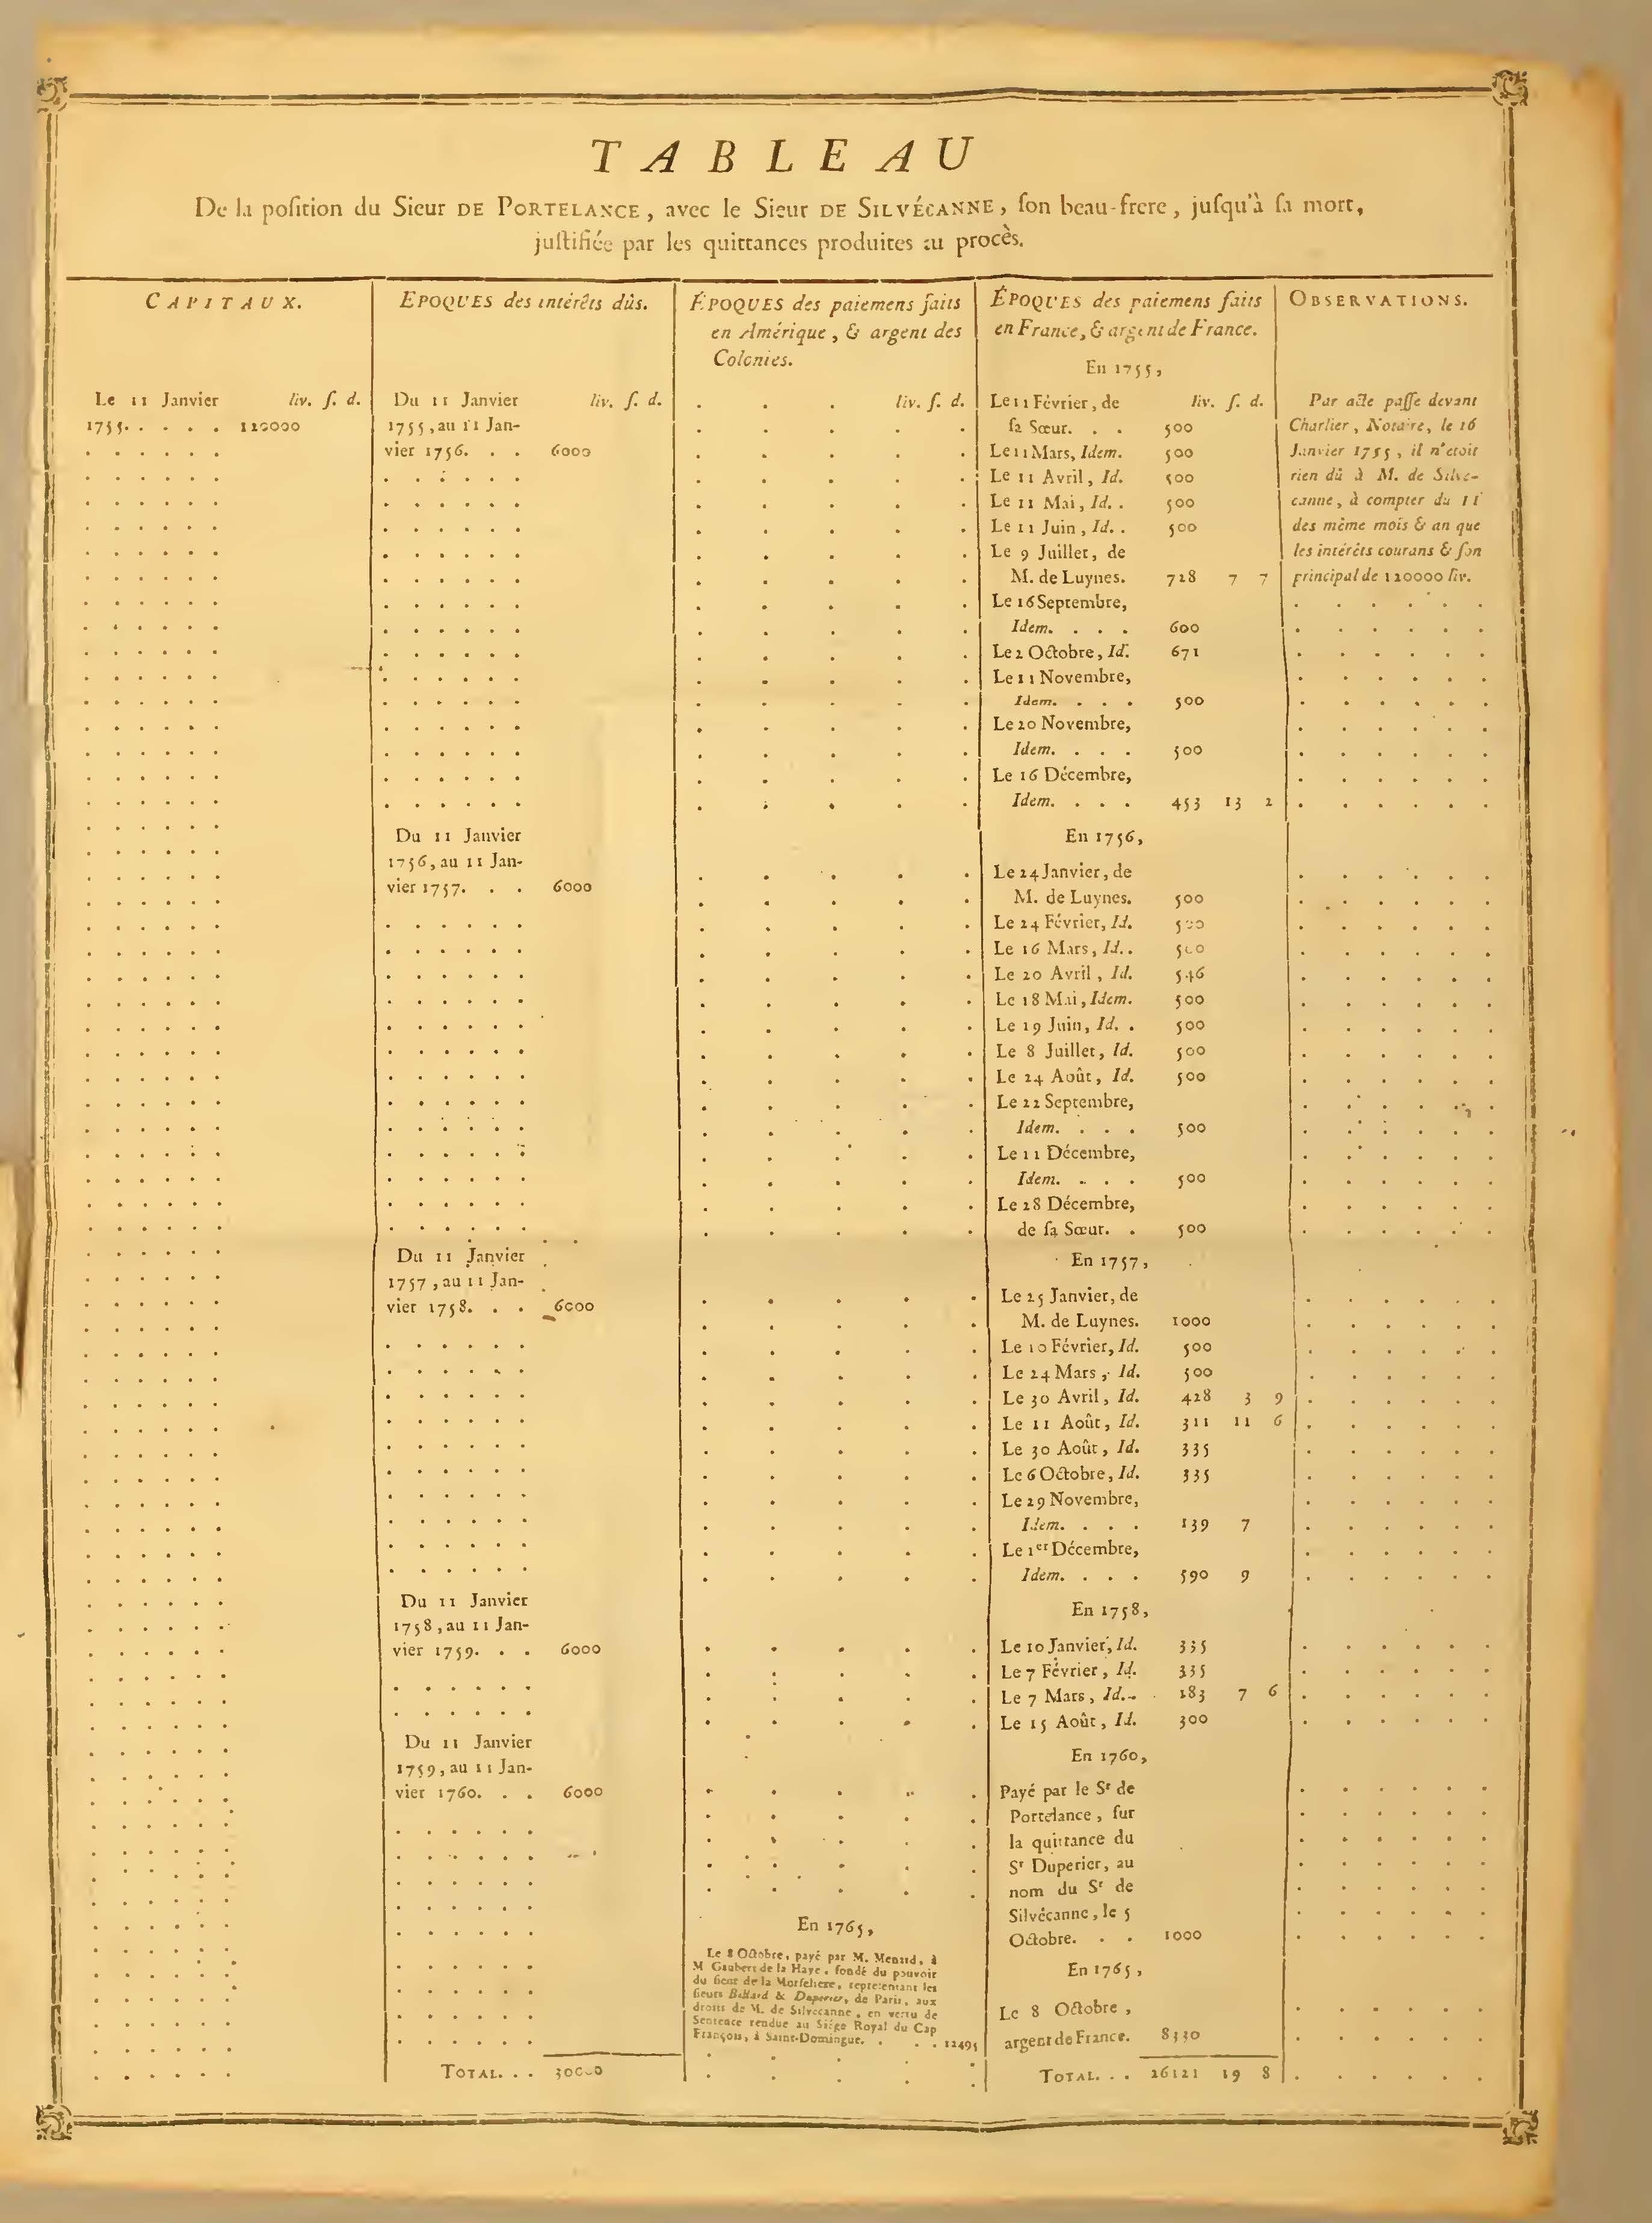 TABLEAU
De la poſition du Sieur DE PORTELANCE, avec le Sieur DE SILVÉCANNE, ſon beau-frere, juſqu'à ſa mort,
juſtifiée par les quittances produites au procès.
CAPITAUX.
Le 11 Janvier liv. ſ. d.
1755. . . . . 120000
EPOQUES des intérêts dûs.
Du 11 Janvier liv. ſ. d.
1755, au 11 Jan-
vier 1756. . . 6000
Du 11 Janvier
1756, au 11 Jan-
vier 1757. . . 6000
Du 11 Janvier
1757, au 11 Jan-
vier 1758. . . 6000
Du 11 Janvier
1758, au 11 Jan-
vier 1759. . . 6000
Du 11 Janvier
1759, au 11 Jan-
vier 1760. . . 6000
TOTAL. . . 30000
ÉPOQUES des paiemens faits
en Amérique, & argent des
Colonies.
liv. ſ. d.
En 1765,
Le 8 Octobre, payé par M. Menard, à
M Gaubert de la Haye, fondé du pouvoir
du ſieur de la Morſeliere, repréſentant les
ſieurs Billard & Duperier, de Paris, aux
droits de M. de Silvecanne, en vertu de
Sentence rendue au Siége Royal du Cap
François, à Saint-Domingue. . . . 12495
ÉPOQUES des paiemens faits
en France, & argent de France.
En 1755,
Le 11 Février, de liv. ſ. d.
ſa Sœur. . . 500
Le 11 Mars, Idem. 500
Le 11 Avril, Id. 500
Le 11 Mai, Id. . 500
Le 11 Juin, Id. . 500
Le 9 Juillet, de
M. de Luynes. 728 7 7
Le 16 Septembre,
Idem. . . . 600
Le 2 Octobre, Id. 671
Le 11 Novembre,
Idem. . . . 500
Le 20 Novembre,
Idem. . . . 500
Le 16 Décembre,
Idem. . . . 453 13 2
En 1756,
Le 24 Janvier, de
M. de Luynes. 500
Le 24 Février, Id. 500
Le 16 Mars, Id. . 500
Le 20 Avril, Id. 546
Le 18 Mai, Idem. 500
Le 19 Juin, Id. . 500
Le 8 Juillet, Id. 500
Le 24 Août, Id. 500
Le 22 Septembre,
Idem. . . . 500
Le 11 Décembre,
Idem. . . . 500
Le 28 Décembre,
de ſa Sœur. . 500
En 1757,
Le 25 Janvier, de
M. de Luynes. 1000
Le 10 Février, Id. 500
Le 24 Mars, Id. 500
Le 30 Avril, Id. 428 3 9
Le 11 Août, Id. 311 11 6
Le 30 Août, Id. 335
Le 6 Octobre, Id. 335
Le 29 Novembre,
Idem. . . . 139 7
Le 1er Décembre,
Idem. . . . 590 9
En 1758,
Le 10 Janvier, Id. 335
Le 7 Février, Id. 335
Le 7 Mars, Id. . 183 7 6
Le 15 Août, Id. 300
En 1760,
Payé par le Sr de
Portelance, ſur
la quittance du
Sr Duperier, au
nom du Sr de
Silvécanne, le 5
Octobre. . . 1000
En 1765,
Le 8 Octobre,
argent de France. 8330
TOTAL. . . 26121 19 8
OBSERVATIONS.
Par acte paſſe devant
Charlier, Notaire, le 16
Janvier 1755, il n'étoit
rien dû à M. de Silvé-
canne, à compter du 11
des même mois & an que
les intérêts courans & ſon
principal de 120000 liv.